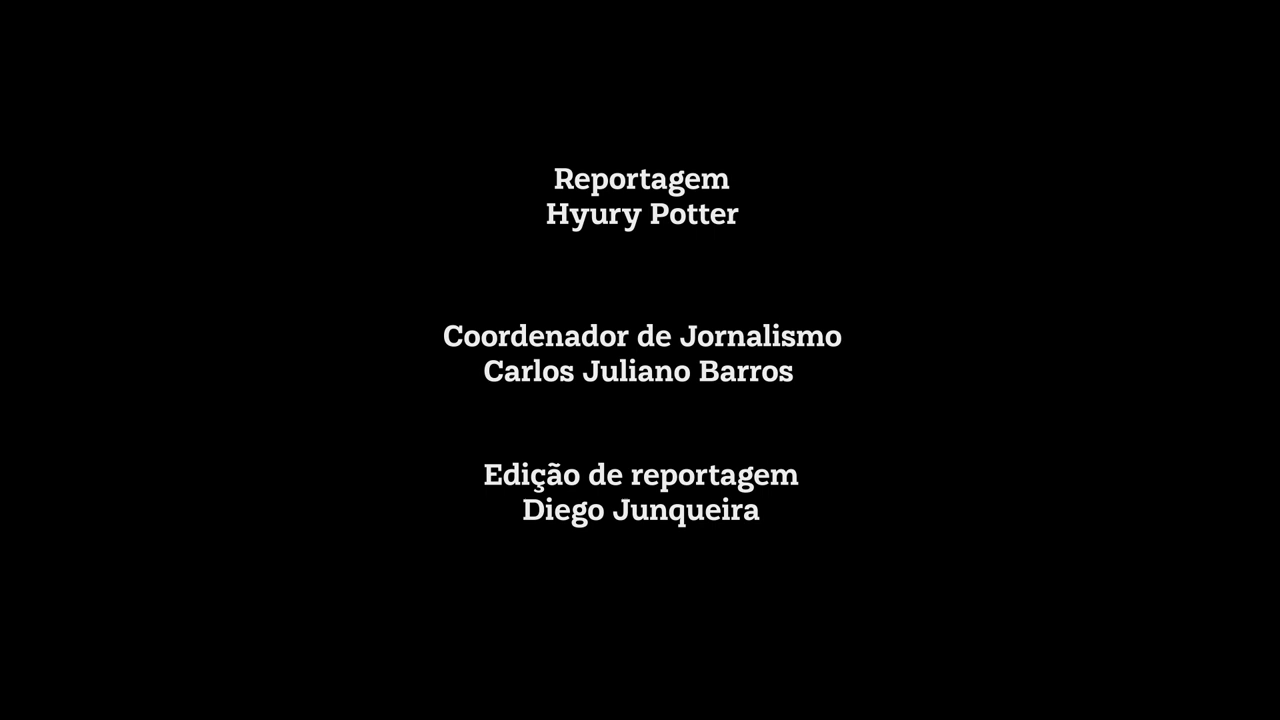 Reportagem
Hyury Potter
Coordenador de Jornalismo
Carlos Juliano Barros
Edição de reportagem
Diego Junqueira